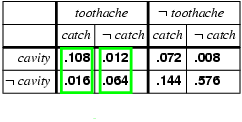 toothache ¬ toothache
catch ¬ catch catch ¬ catch
cavity .108 .012 .072 .008
¬ cavity .016 .064 .144 .576